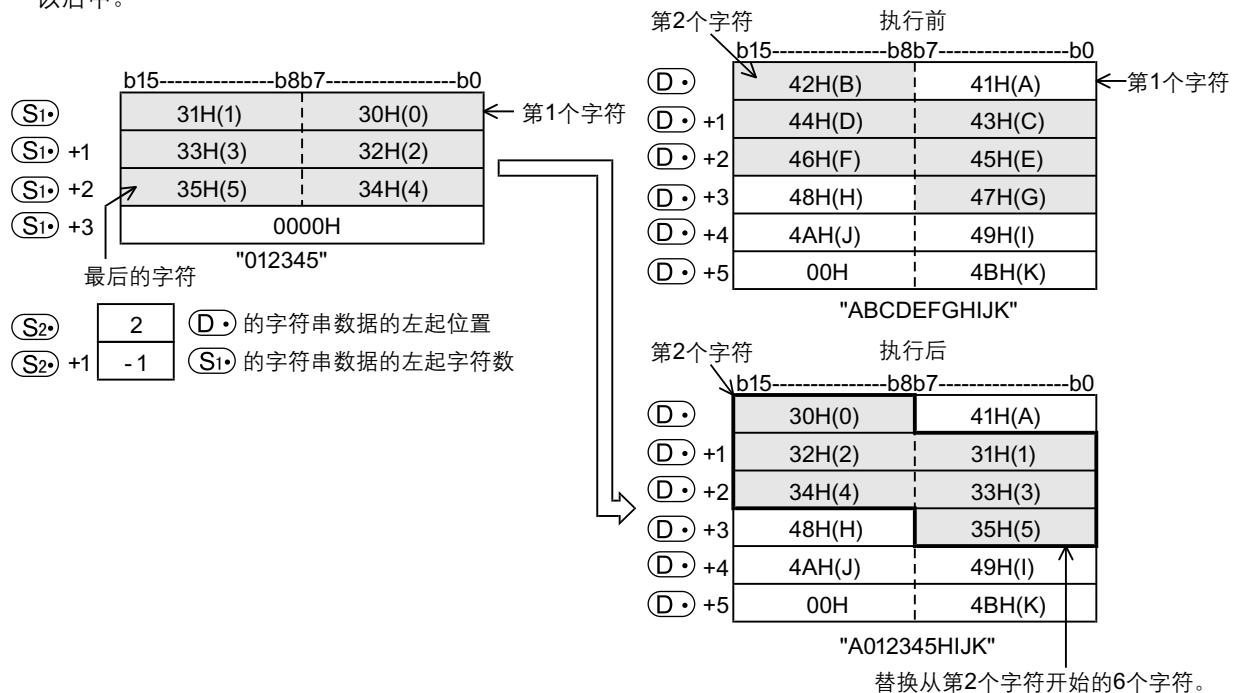 第2个字符 执行前
b15---------------b8b7------------------b0
D· 42H(B) 41H(A) 第1个字符
D· +1 44H(D) 43H(C)
D· +2 46H(F) 45H(E)
D· +3 48H(H) 47H(G)
D· +4 4AH(J) 49H(I)
D· +5 00H 4BH(K)
"ABCDEFGHIJK"
b15---------------b8b7------------------b0
S1· 31H(1) 30H(0) 第1个字符
S1· +1 33H(3) 32H(2)
S1· +2 35H(5) 34H(4)
S1· +3 0000H
"012345"
最后的字符
S2· 2 D· 的字符串数据的左起位置
S2· +1 -1 S1· 的字符串数据的左起字符数
第2个字符 执行后
b15---------------b8b7------------------b0
D· 30H(0) 41H(A)
D· +1 32H(2) 31H(1)
D· +2 34H(4) 33H(3)
D· +3 48H(H) 35H(5)
D· +4 4AH(J) 49H(I)
D· +5 00H 4BH(K)
"A012345HIJK"
替换从第2个字符开始的6个字符。